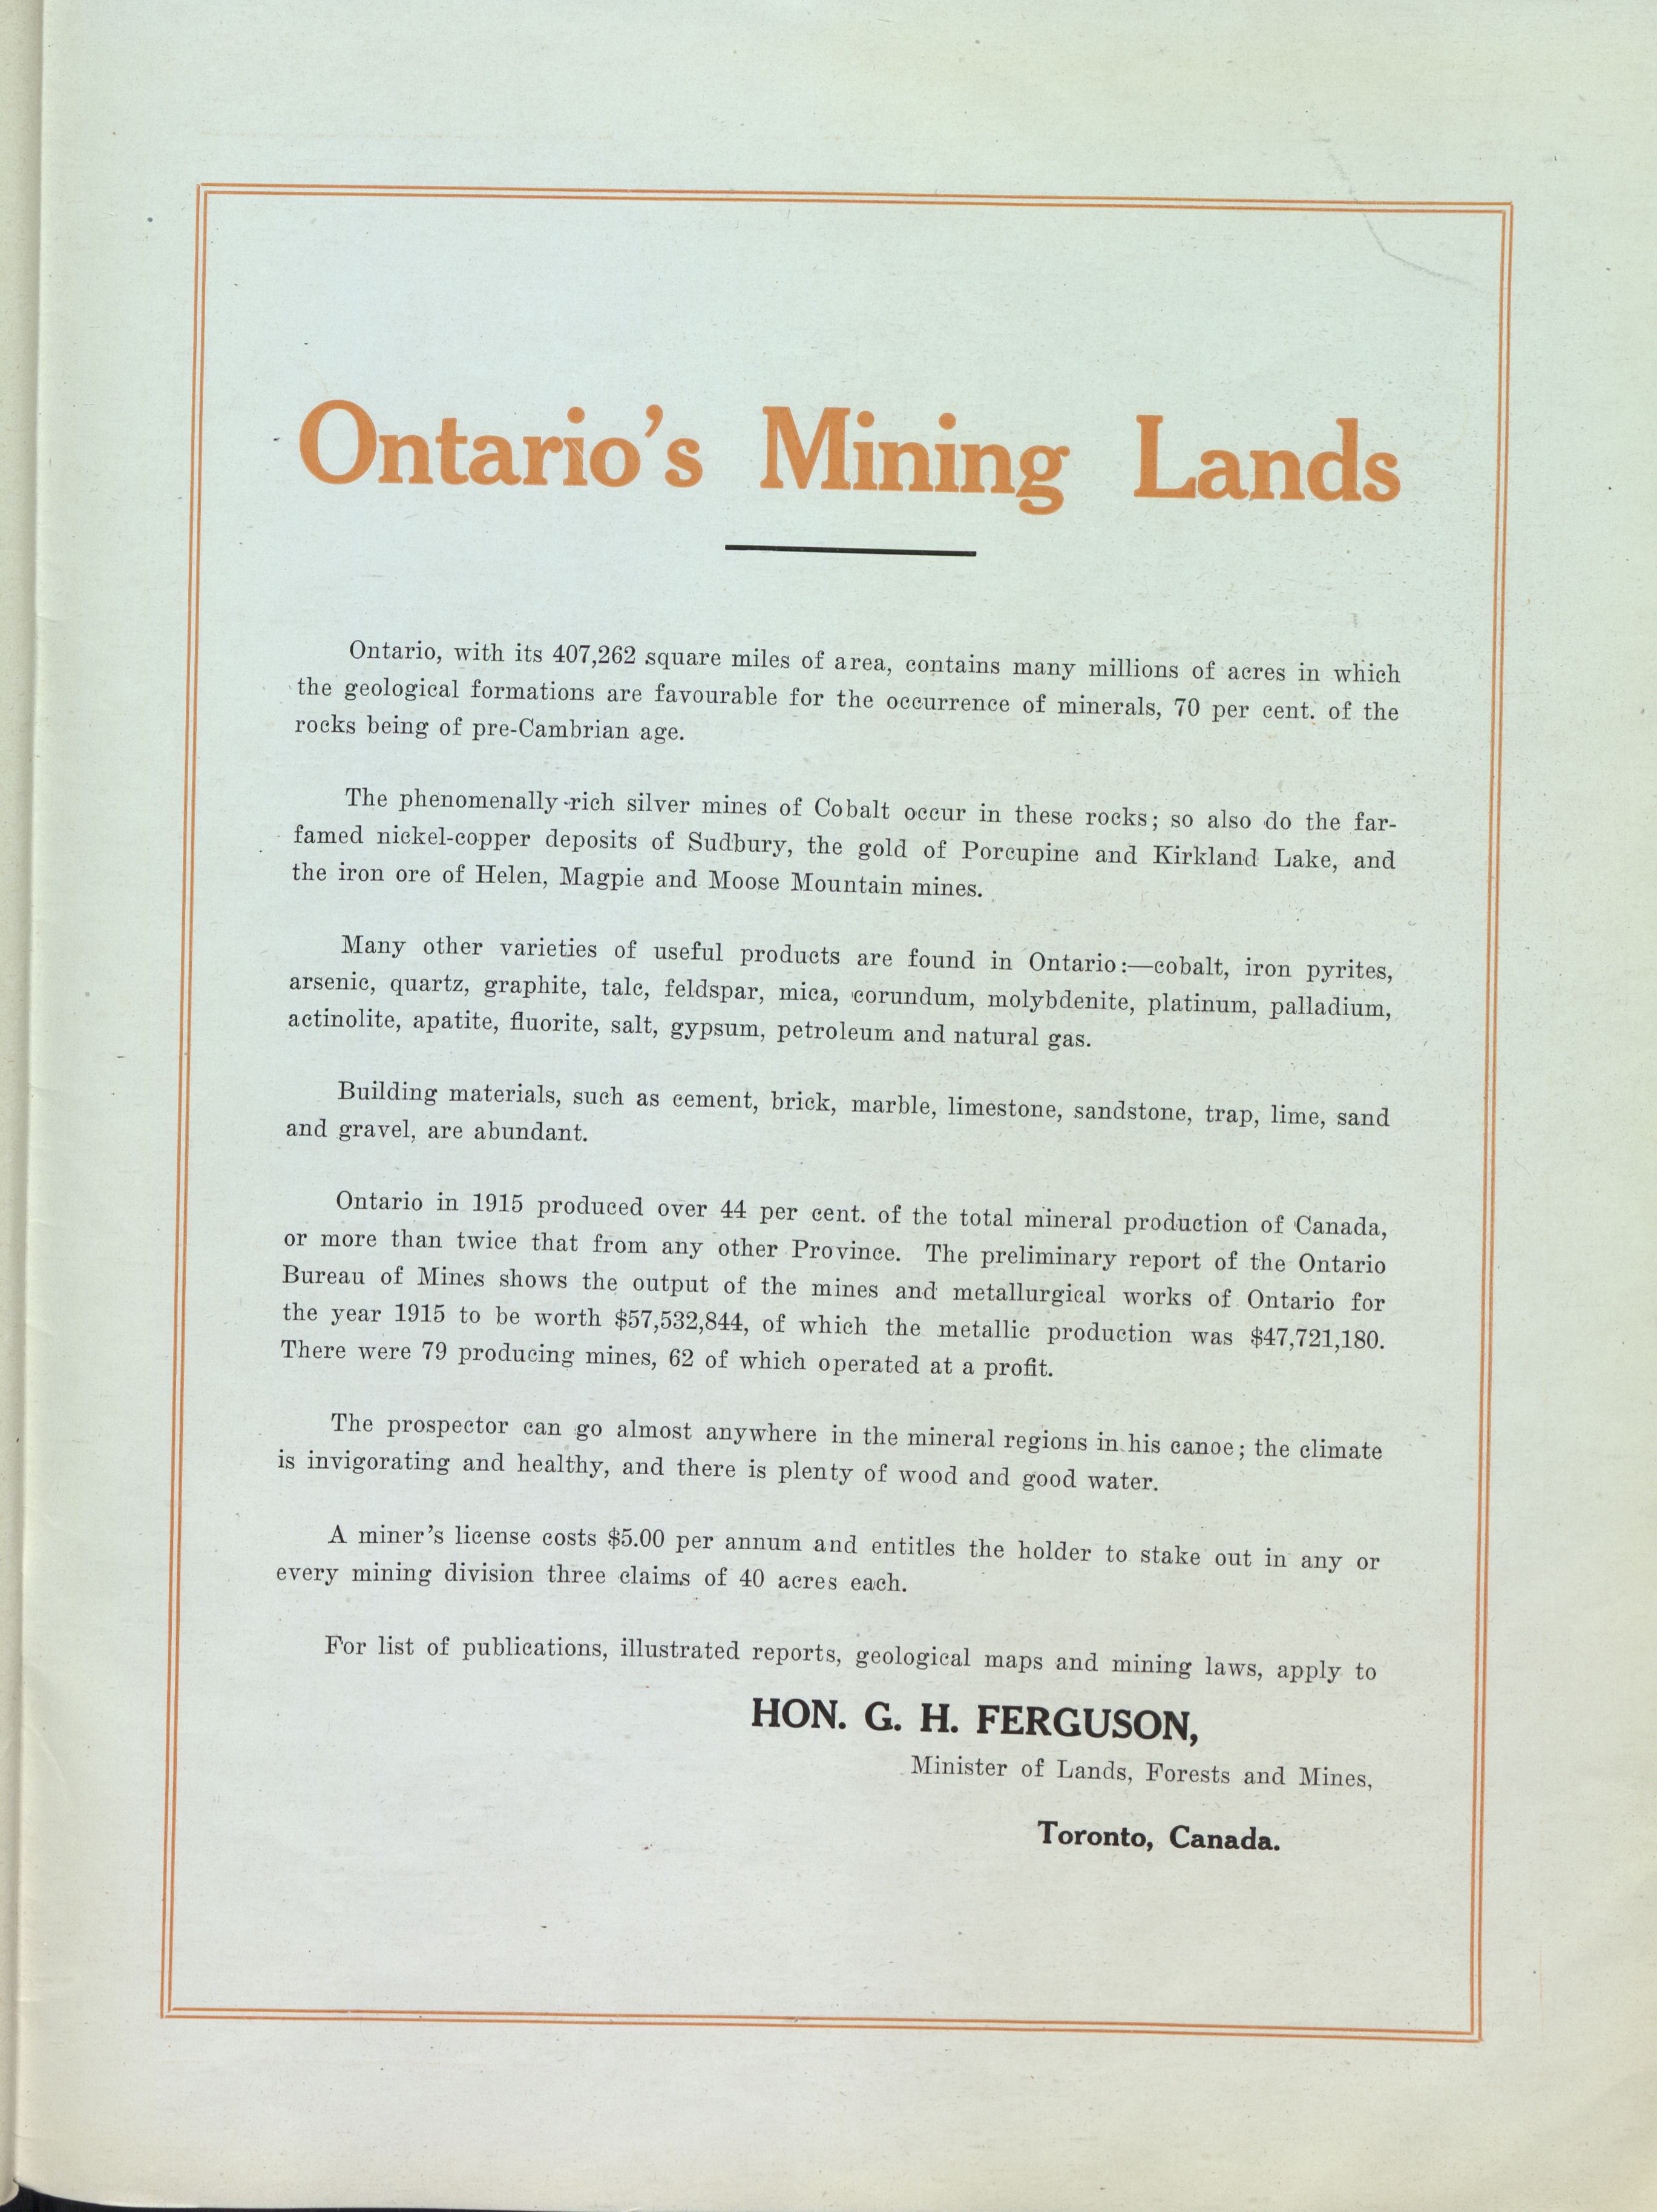 Ontario's Mining Lands
Ontario, with its 407,262 square miles of area, contains many millions of acres in which
the geological formations are favourable for the occurrence of minerals, 70 per cent. of the
rocks being of pre-Cambrian age.
The phenomenally rich silver mines of Cobalt occur in these rocks; so also do the far-
famed nickel-copper deposits of Sudbury, the gold of Porcupine and Kirkland Lake, and
the iron ore of Helen, Magpie and Moose Mountain mines.
Many other varieties of useful products are found in Ontario:—cobalt, iron pyrites,
arsenic, quartz, graphite, talc, feldspar, mica, corundum, molybdenite, platinum, palladium,
actinolite, apatite, fluorite, salt, gypsum, petroleum and natural gas.
Building materials, such as cement, brick, marble, limestone, sandstone, trap, lime, sand
and gravel, are abundant.
Ontario in 1915 produced over 44 per cent. of the total mineral production of Canada,
or more than twice that from any other Province. The preliminary report of the Ontario
Bureau of Mines shows the output of the mines and metallurgical works of Ontario for
the year 1915 to be worth $57,532,844, of which the metallic production was $47,721,180.
There were 79 producing mines, 62 of which operated at a profit.
The prospector can go almost anywhere in the mineral regions in his canoe; the climate
is invigorating and healthy, and there is plenty of wood and good water.
A miner's license costs $5.00 per annum and entitles the holder to stake out in any or
every mining division three claims of 40 acres each.
For list of publications, illustrated reports, geological maps and mining laws, apply to
HON. G. H. FERGUSON,
Minister of Lands, Forests and Mines,
Toronto, Canada.